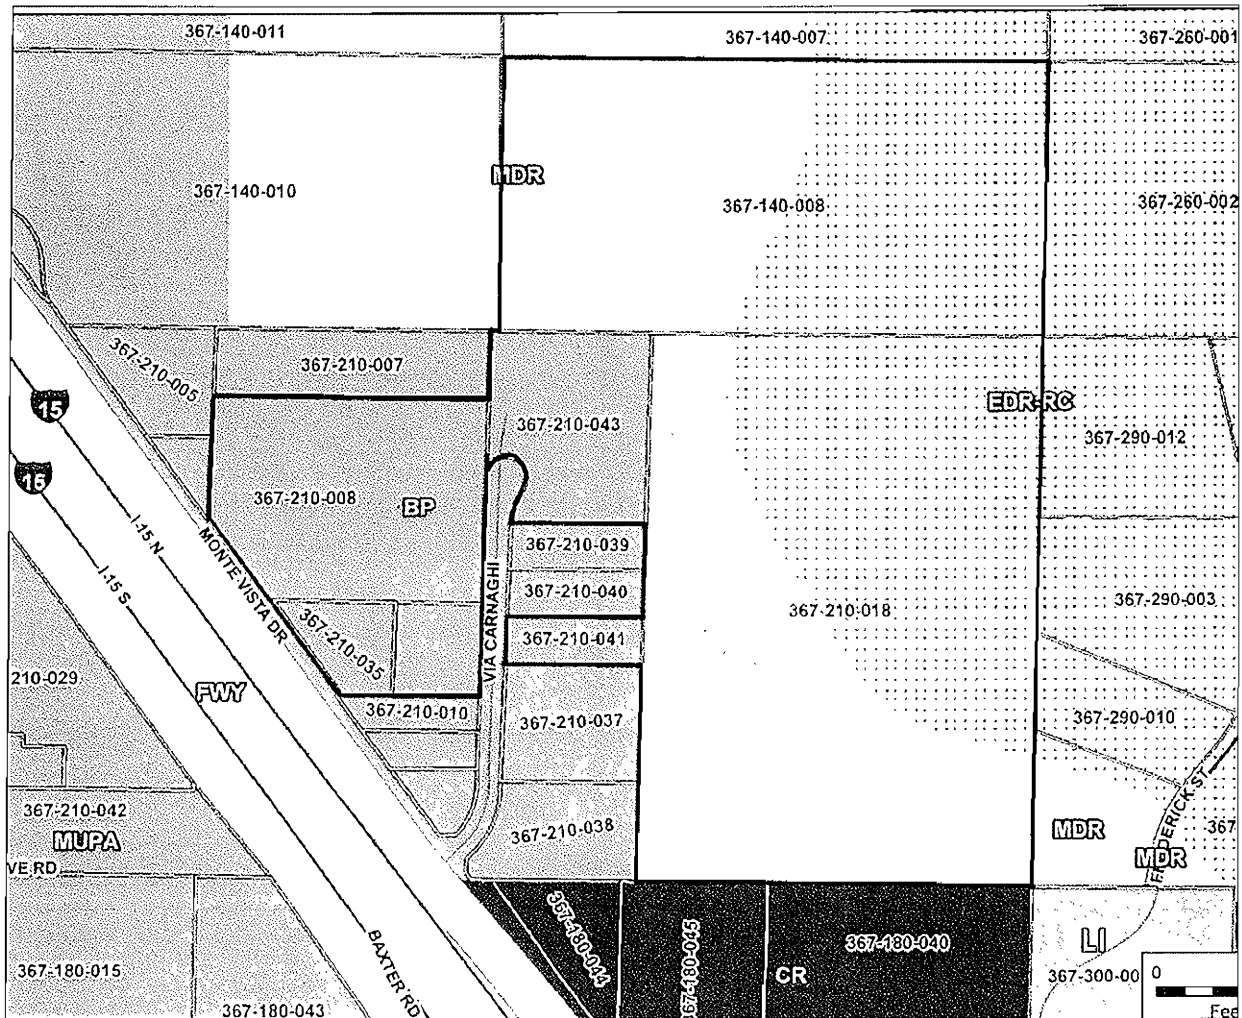 367-140-011
367-140-007
367-260-001
MDR
367-140-010
367-140-008
367-260-002
367-210-005
367-210-007
15
EDR-RC
367-210-043
367-290-012
15
367-210-008
BP
I-15 N
MONTE VISTA DR
367-210-039
I-15 S
367-210-040
367-290-003
367-210-018
VIA CARNAGHI
367-210-035
367-210-041
210-029
FWY
367-210-010
367-210-037
367-290-010
367-210-042
MUPA
367-210-038
FREDERICK ST
MDR
367
MDR
VE RD
367-180-044
367-180-045
367-180-040
LI
367-180-015
BAXTER RD
CR
367-300-00
0
367-180-043
Fee